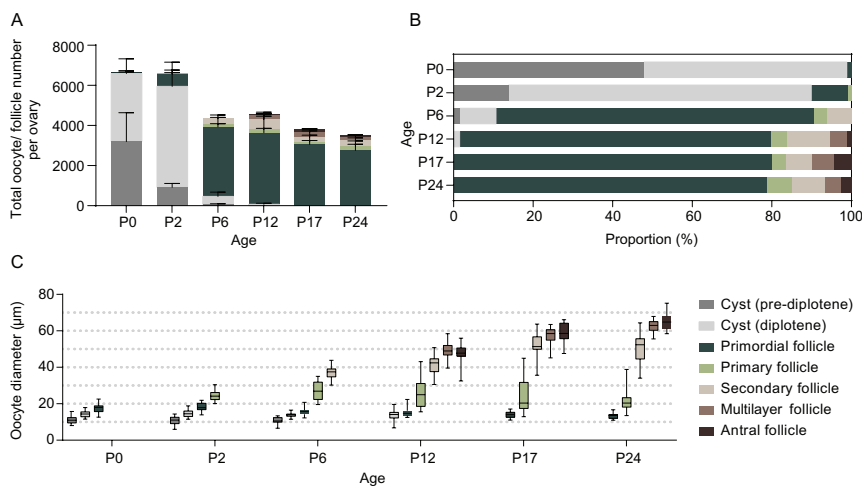 A
Total oocyte/ follicle number
per ovary
8000
6000
4000
2000
0
P0 P2 P6 P12 P17 P24
Age
B
Age
P0
P2
P6
P12
P17
P24
0 20 40 60 80 100
Proportion (%)
C
Oocyte diameter (μm)
80
60
40
20
0
P0 P2 P6 P12 P17 P24
Age
Cyst (pre-diplotene)
Cyst (diplotene)
Primordial follicle
Primary follicle
Secondary follicle
Multilayer follicle
Antral follicle